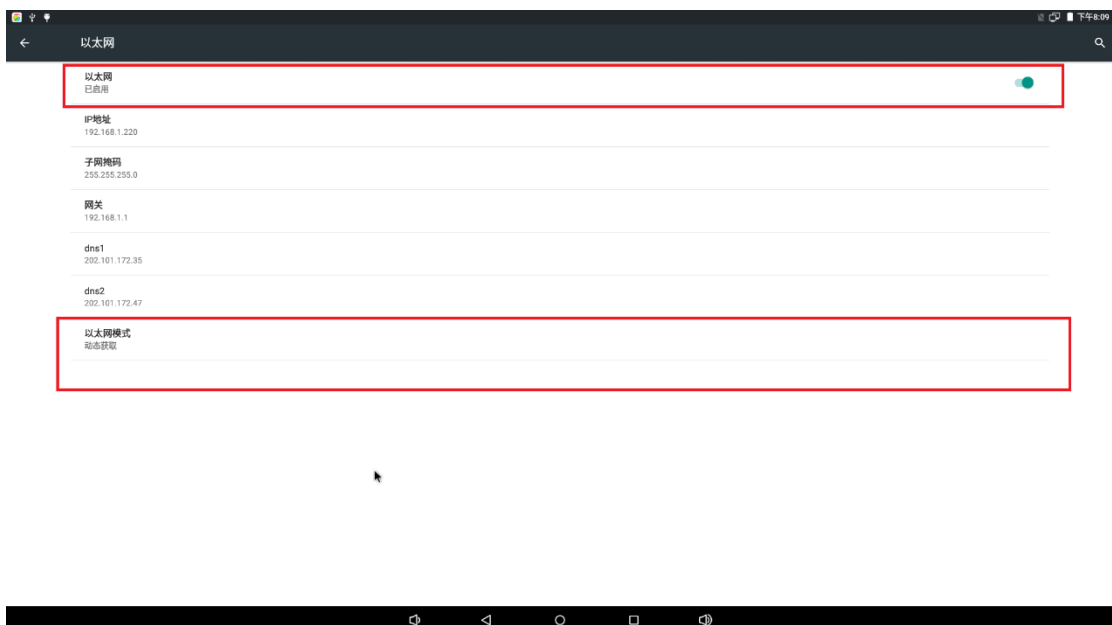 下午8:09
以太网
以太网
已启用
IP地址
192.168.1.220
子网掩码
255.255.255.0
网关
192.168.1.1
dns1
202.101.172.35
dns2
202.101.172.47
以太网模式
动态获取